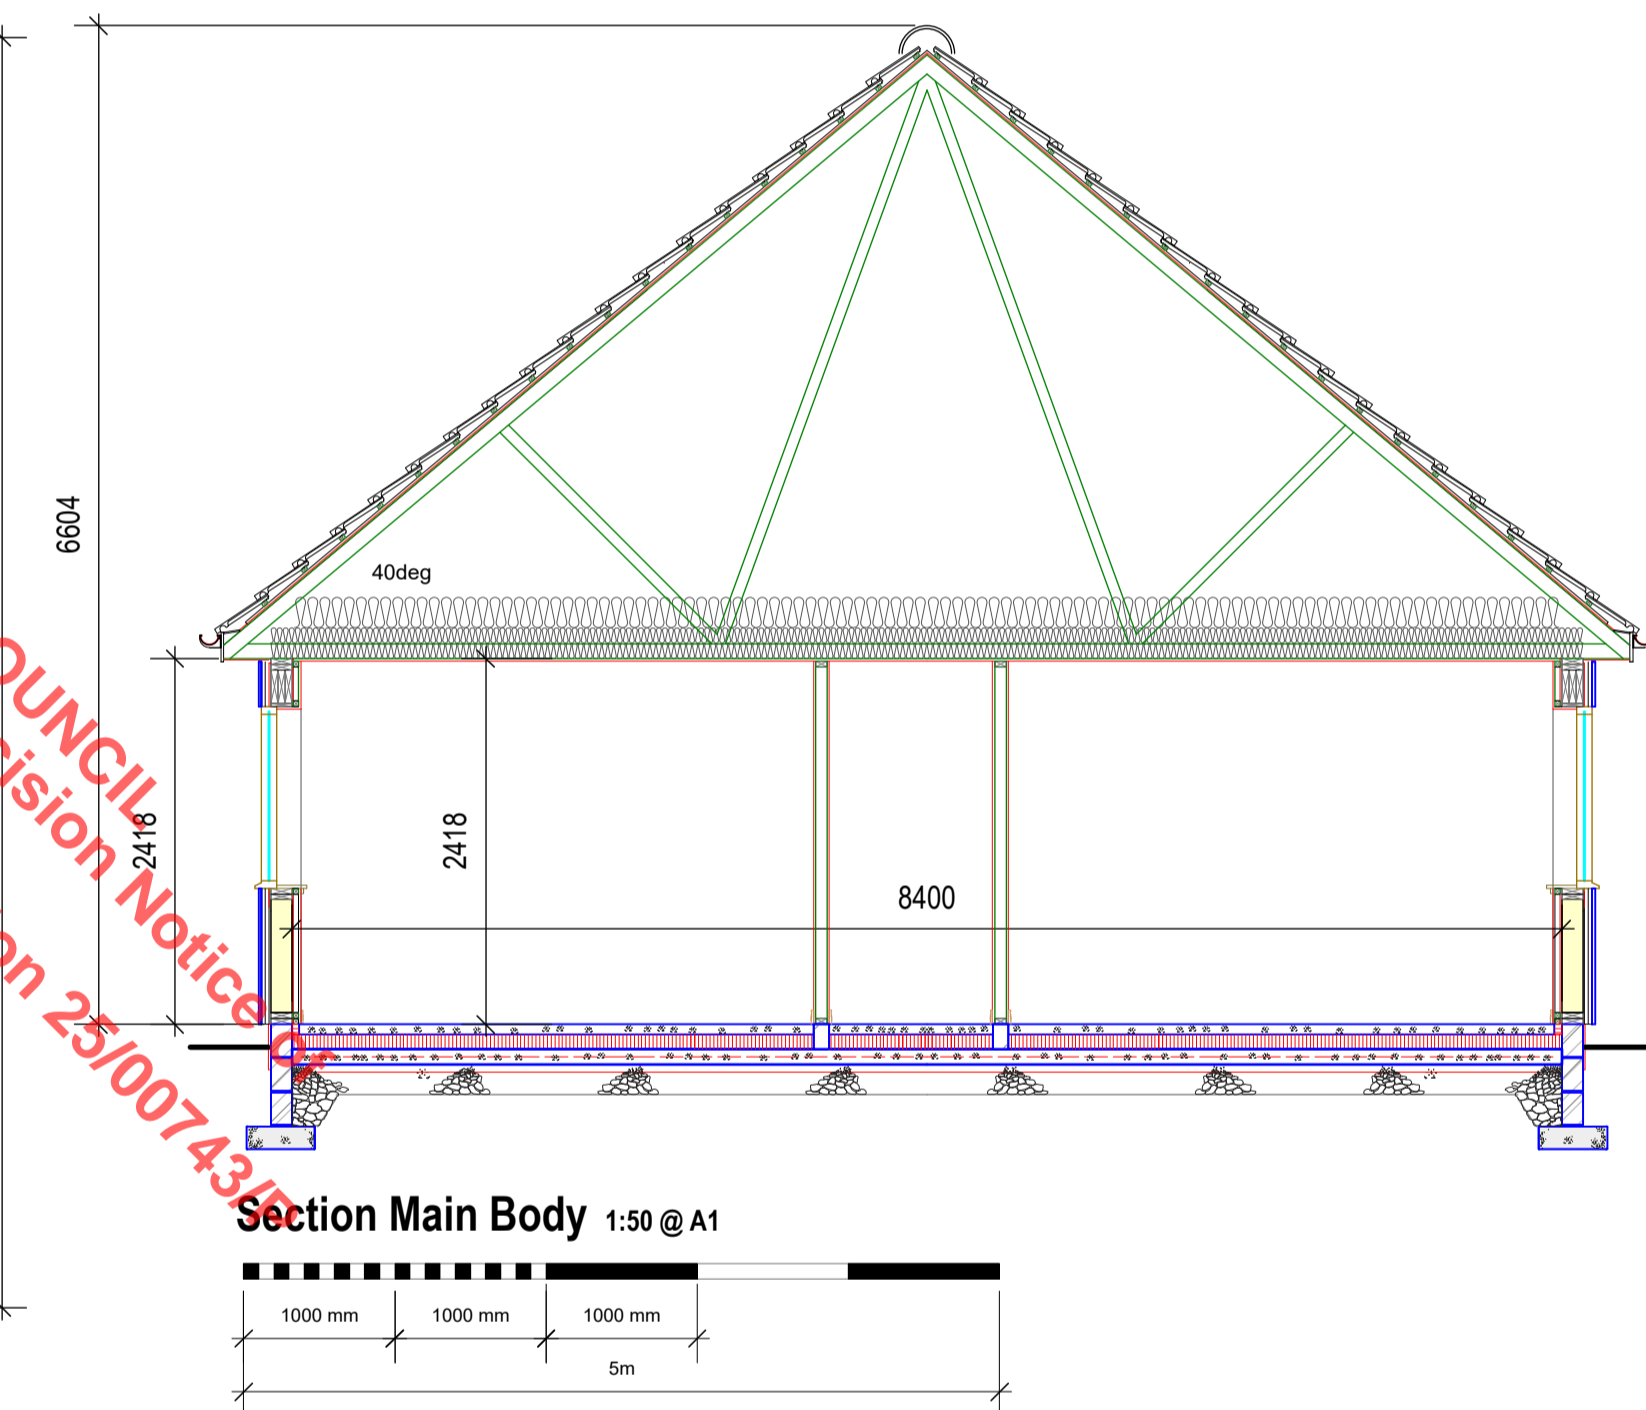 6604
40deg
2418
2418
8400
OUNCIL
cision Notice of
on 25/00743/P
Section Main Body 1:50 @ A1
1000 mm 1000 mm 1000 mm
5m